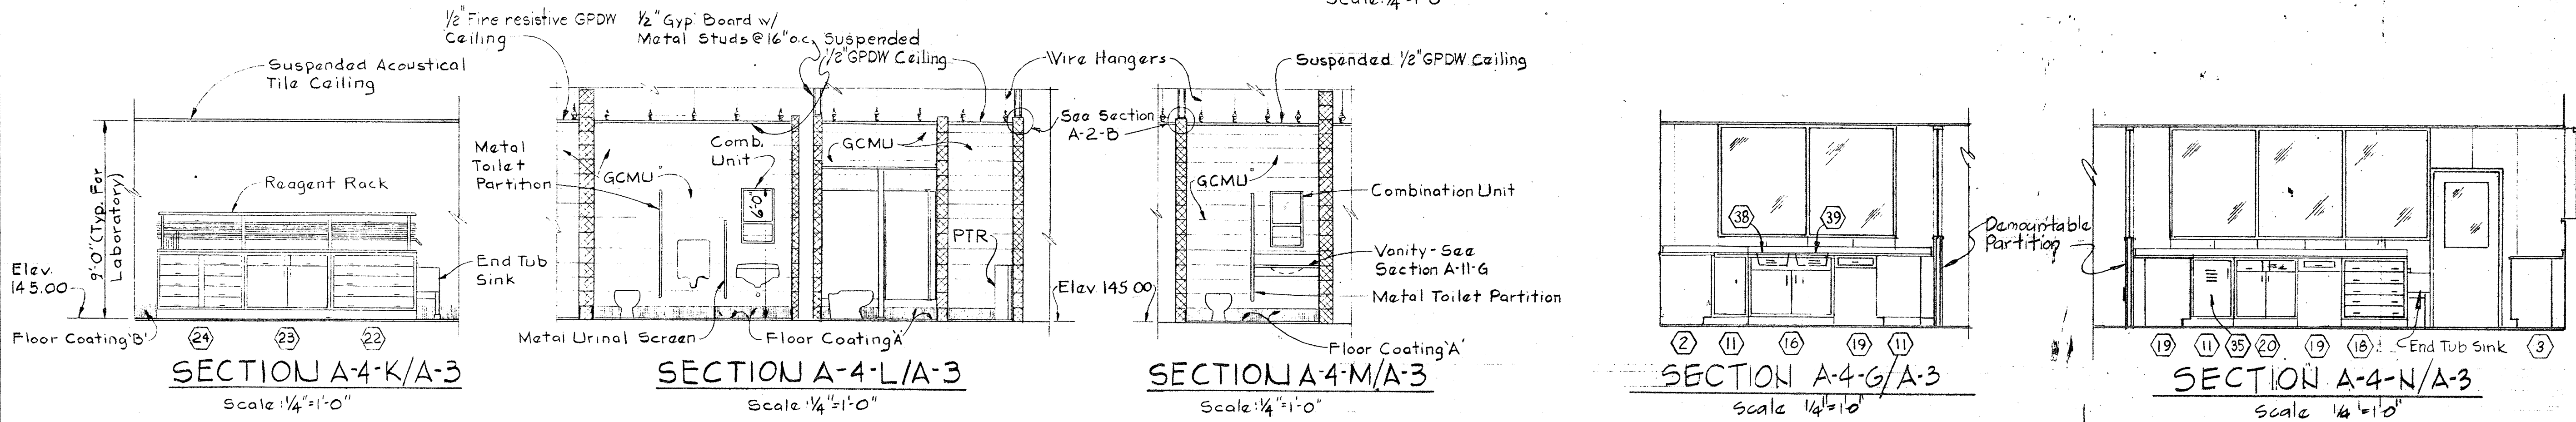 Scale: 1/4"=1'-0"
1/2" Fire resistive GPDW
Ceiling
1/2" Gyp. Board w/
Metal Studs @ 16" o.c.
Suspended
1/2" GPDW Ceiling
Suspended Acoustical
Tile Ceiling
Wire Hangers
Suspended 1/2" GPDW Ceiling
9'-0" (Typ. For
Laboratory)
Reagent Rack
End Tub
Sink
Elev.
145.00
Floor Coating 'B'
24
23
22
SECTION A-4-K/A-3
Scale: 1/4"=1'-0"
Metal
Toilet
Partition
GCMU
Comb.
Unit
6'-0"
GCMU
PTR
See Section
A-2-B
Elev 145.00
Metal Urinal Screen
Floor Coating 'A'
SECTION A-4-L/A-3
Scale: 1/4"=1'-0"
GCMU
Combination Unit
Vanity-See
Section A-11-G
Metal Toilet Partition
Floor Coating 'A'
SECTION A-4-M/A-3
Scale: 1/4"=1'-0"
38
39
Demountable
Partition
2
11
16
19
11
SECTION A-4-G/A-3
Scale 1/4"=1'-0"
19
11
35
20
19
18
End Tub Sink
3
SECTION A-4-N/A-3
Scale 1/4"=1'-0"